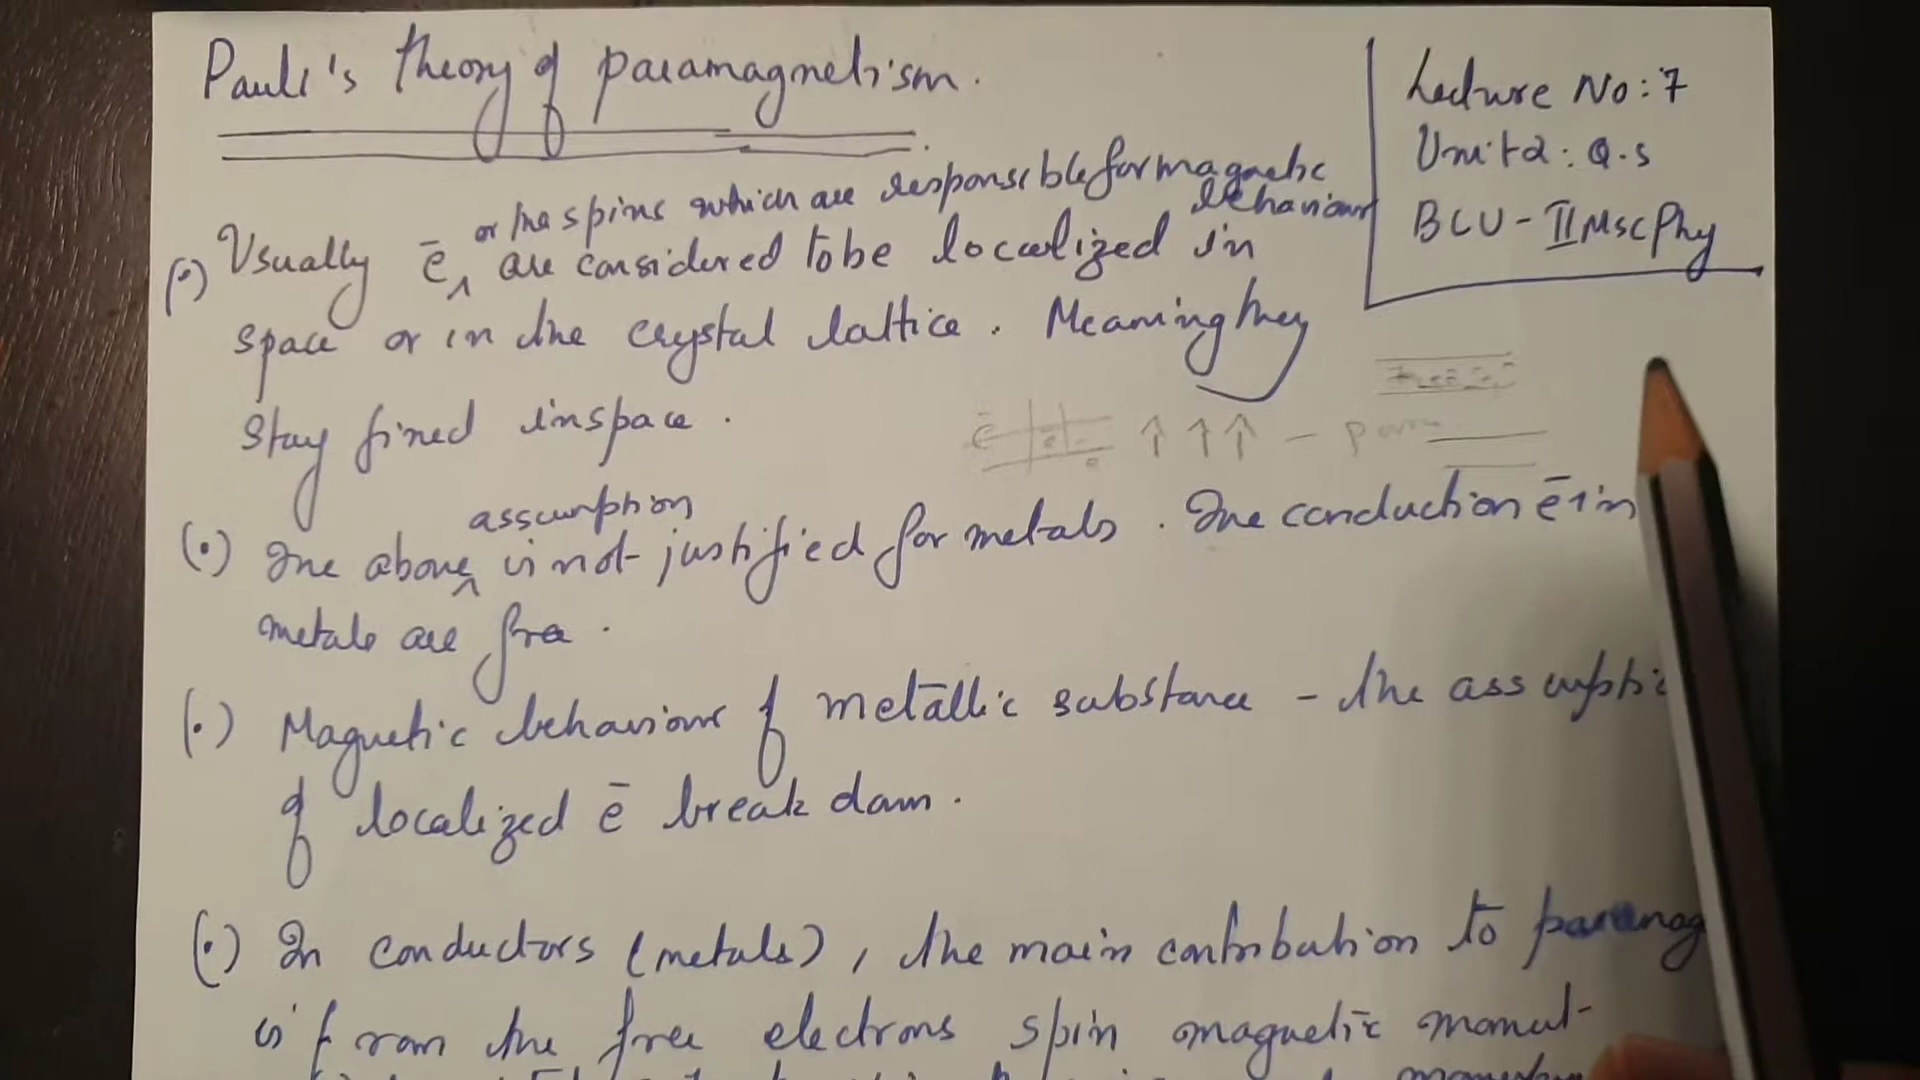 Pauli's theory of paramagnetism.
Lecture No: 7
Unit 2: Q.S
BCU - II Msc Phy
or the spins which are responsible for magnetic
behaviour
(•) Usually ē ∧ are considered to be localized in
space or in the crystal lattice. Meaning they
stay fixed in space.
Free ē
ē e e ↑ ↑ ↑ - para
assumption
(•) The above ∧ is not justified for metals. The conduction ē in
metals are free.
(•) Magnetic behaviour of metallic substance - the assumptio
of localized ē break down.
(•) In conductors (metals), the main contribution to paramag
is from the free electrons spin magnetic moment-